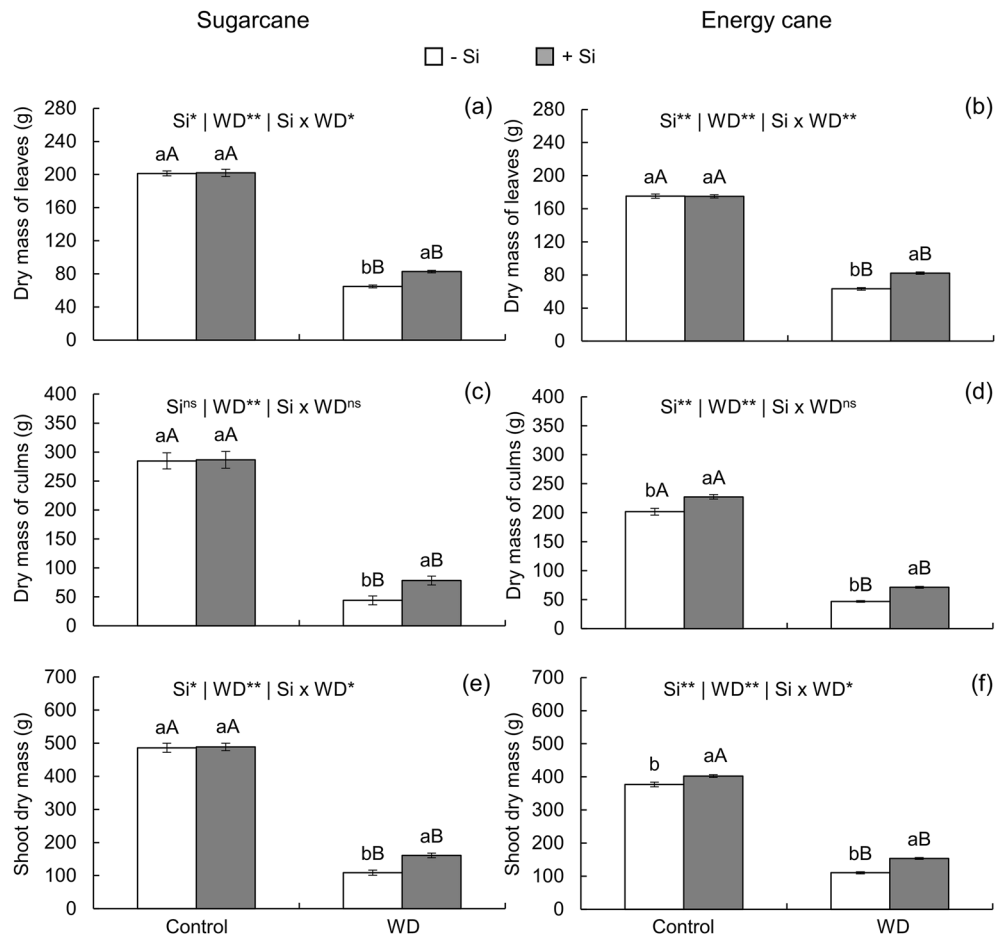 Sugarcane
Energy cane
- Si
+ Si
(a)
Si* | WD** | Si x WD*
Dry mass of leaves (g)
280
240
200
160
120
80
40
0
aA
aA
bB
aB
(b)
Si** | WD** | Si x WD**
Dry mass of leaves (g)
280
240
200
160
120
80
40
0
aA
aA
bB
aB
(c)
Siⁿˢ | WD** | Si x WDⁿˢ
Dry mass of culms (g)
400
350
300
250
200
150
100
50
0
aA
aA
bB
aB
(d)
Si** | WD** | Si x WDⁿˢ
Dry mass of culms (g)
400
350
300
250
200
150
100
50
0
bA
aA
bB
aB
(e)
Si* | WD** | Si x WD*
Shoot dry mass (g)
700
600
500
400
300
200
100
0
aA
aA
bB
aB
Control
WD
(f)
Si** | WD** | Si x WD*
Shoot dry mass (g)
700
600
500
400
300
200
100
0
b
aA
bB
aB
Control
WD